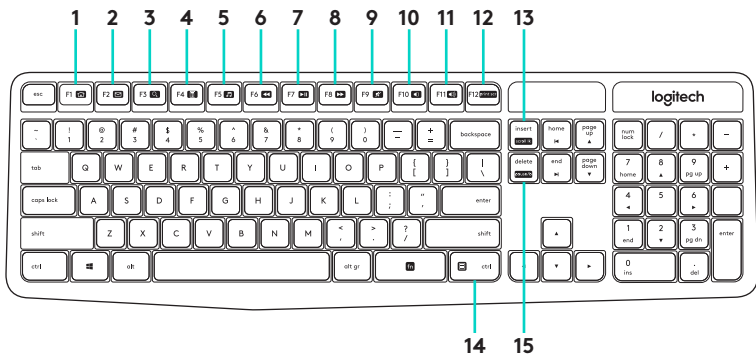 1 2 3 4 5 6 7 8 9 10 11 12 13
esc F1 F2 F3 F4 F5 F6 F7 F8 F9 F10 F11 F12 logitech
! @ # $ % ^ & * ( ) — +
1 2 3 4 5 6 7 8 9 0 - = backspace
insert home page up num lock / * -
tab Q W E R T Y U I O P { [ } ] | \
delete end page down 7 home 8 9 pg up +
caps lock A S D F G H J K L : ; " ' enter 4 5 6
shift Z X C V B N M < , > . ? / shift 1 end 2 3 pg dn enter
ctrl alt alt gr fn ctrl 0 ins . del
14 15